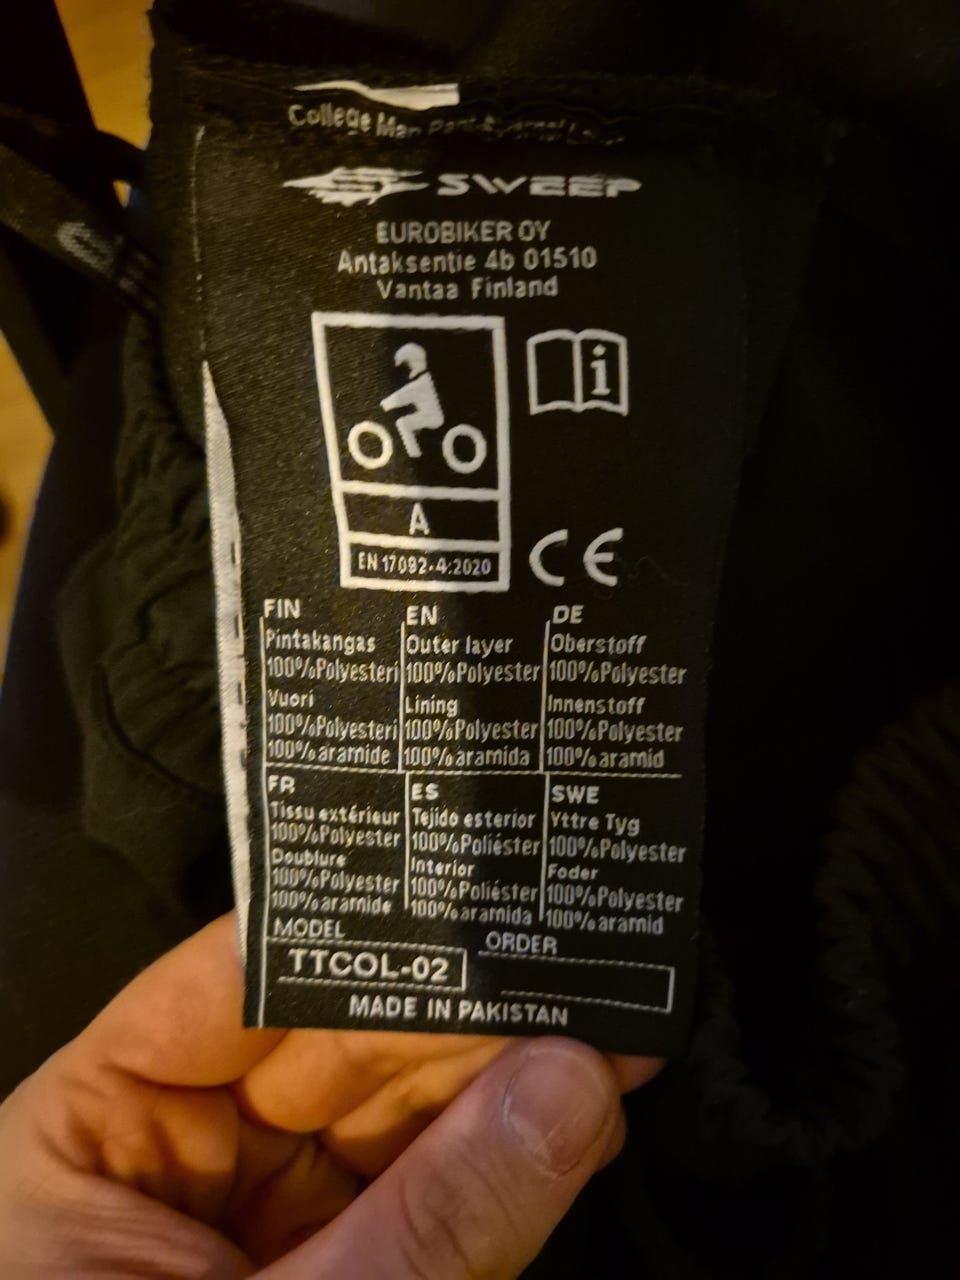 College Man
SWEEP
EUROBIKER OY
Antaksentie 4b 01510
Vantaa Finland
i
A
EN 17092-4:2020
CE
FIN
Pintakangas
100%Polyesteri
Vuori
100%Polyesteri
100%aramide
EN
Outer layer
100%Polyester
Lining
100%Polyester
100%aramida
DE
Oberstoff
100%Polyester
Innenstoff
100%Polyester
100%aramid
FR
Tissu extérieur
100%Polyester
Doublure
100%Polyester
100%aramide
ES
Tejido esterior
100%Poliéster
Interior
100%Poliéster
100%aramida
SWE
Yttre Tyg
100%Polyester
Foder
100%Polyester
100%aramid
MODEL
TTCOL-02
ORDER
MADE IN PAKISTAN